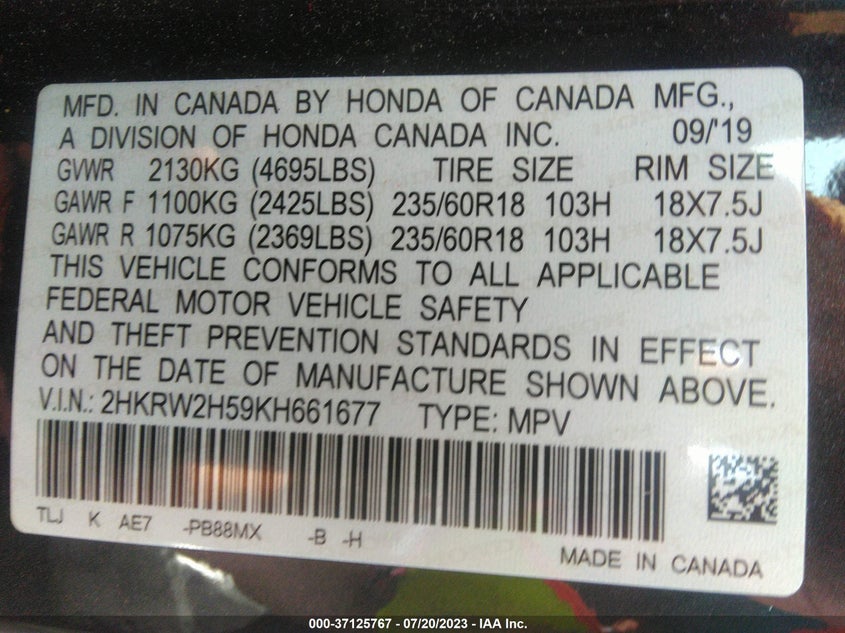 MFD. IN CANADA BY HONDA OF CANADA MFG.,
A DIVISION OF HONDA CANADA INC. 09/'19
GVWR 2130KG (4695LBS) TIRE SIZE RIM SIZE
GAWR F 1100KG (2425LBS) 235/60R18 103H 18X7.5J
GAWR R 1075KG (2369LBS) 235/60R18 103H 18X7.5J
THIS VEHICLE CONFORMS TO ALL APPLICABLE
FEDERAL MOTOR VEHICLE SAFETY
AND THEFT PREVENTION STANDARDS IN EFFECT
ON THE DATE OF MANUFACTURE SHOWN ABOVE.
V.I.N.: 2HKRW2H59KH661677 TYPE: MPV
TLJ K AE7 -PB88MX -B -H
MADE IN CANADA
000-37125767 - 07/20/2023 - IAA Inc.